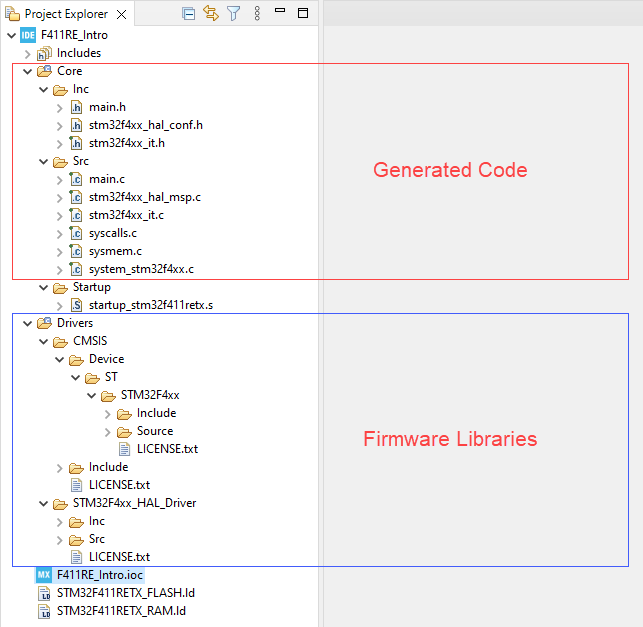 Project Explorer
IDE F411RE_Intro
Includes
Core
Inc
main.h
stm32f4xx_hal_conf.h
stm32f4xx_it.h
Src
main.c
stm32f4xx_hal_msp.c
stm32f4xx_it.c
syscalls.c
sysmem.c
system_stm32f4xx.c
Generated Code
Startup
startup_stm32f411retx.s
Drivers
CMSIS
Device
ST
STM32F4xx
Include
Source
LICENSE.txt
Include
LICENSE.txt
STM32F4xx_HAL_Driver
Inc
Src
LICENSE.txt
Firmware Libraries
MX F411RE_Intro.ioc
STM32F411RETX_FLASH.ld
STM32F411RETX_RAM.ld